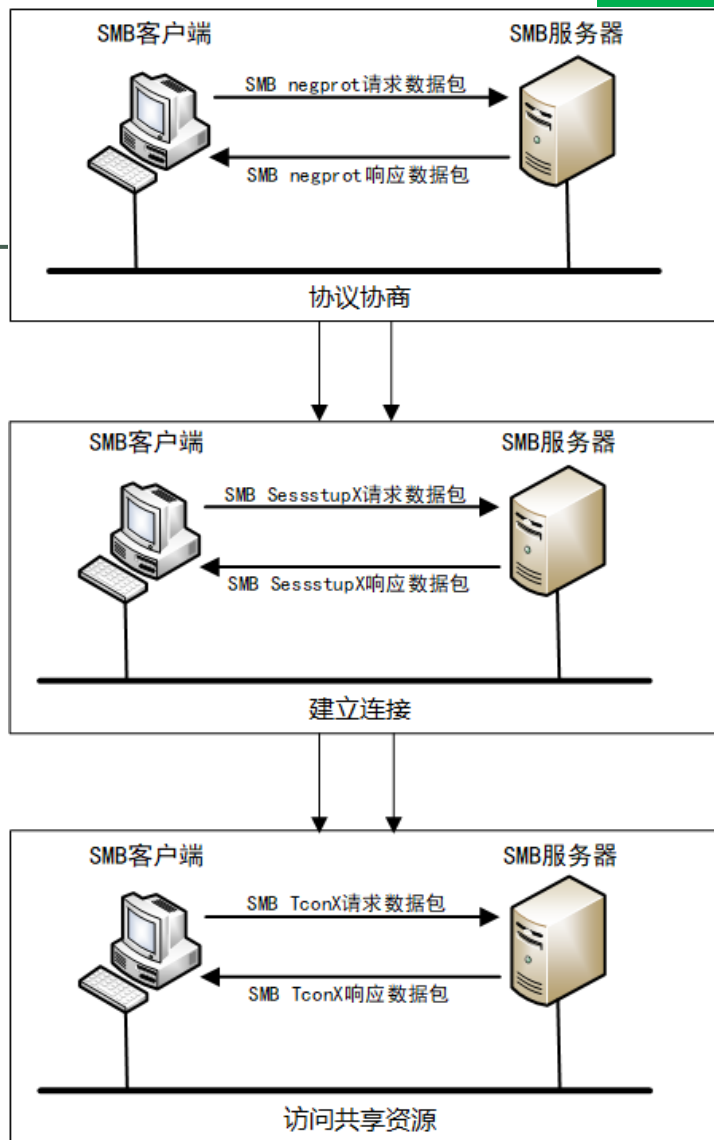 SMB客户端 SMB服务器
SMB negprot请求数据包
SMB negprot响应数据包
协议协商
SMB客户端 SMB服务器
SMB SessstupX请求数据包
SMB SessstupX响应数据包
建立连接
SMB客户端 SMB服务器
SMB TconX请求数据包
SMB TconX响应数据包
访问共享资源